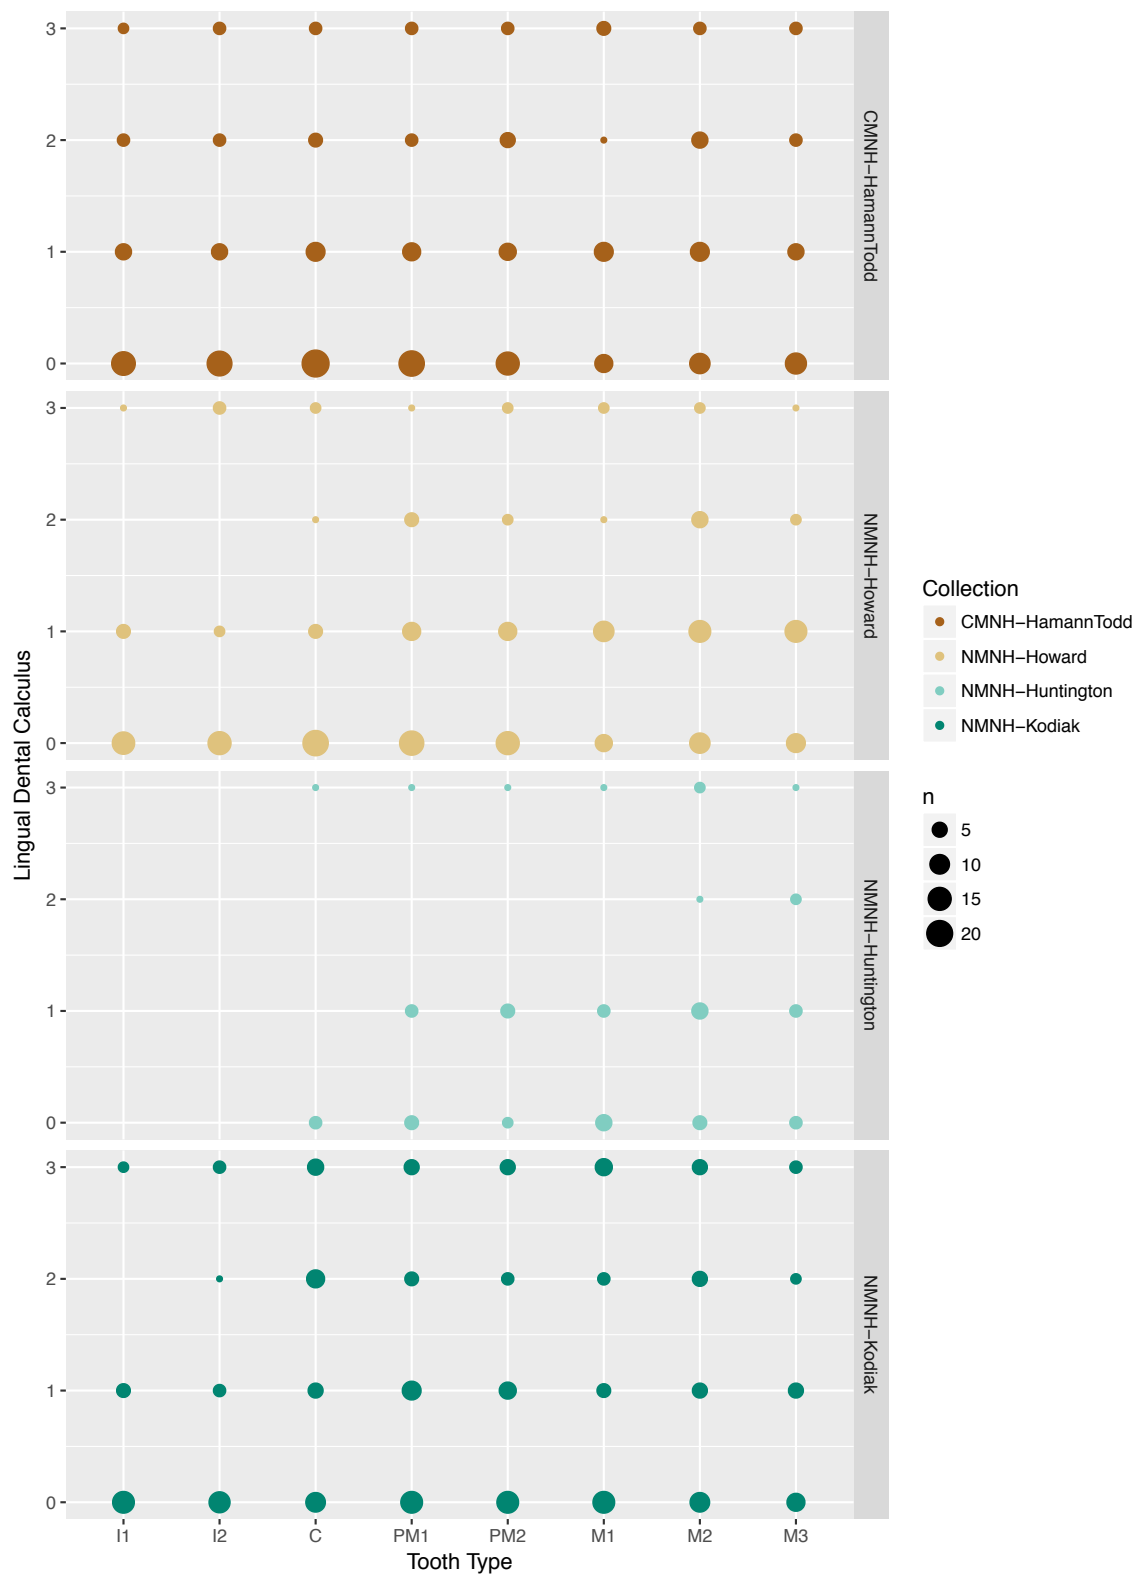 Lingual Dental Calculus
3
2
1
0
CMNH−HamannTodd
3
2
1
0
NMNH−Howard
3
2
1
0
NMNH−Huntington
3
2
1
0
NMNH−Kodiak
I1 I2 C PM1 PM2 M1 M2 M3
Tooth Type
Collection
CMNH−HamannTodd
NMNH−Howard
NMNH−Huntington
NMNH−Kodiak
n
5
10
15
20